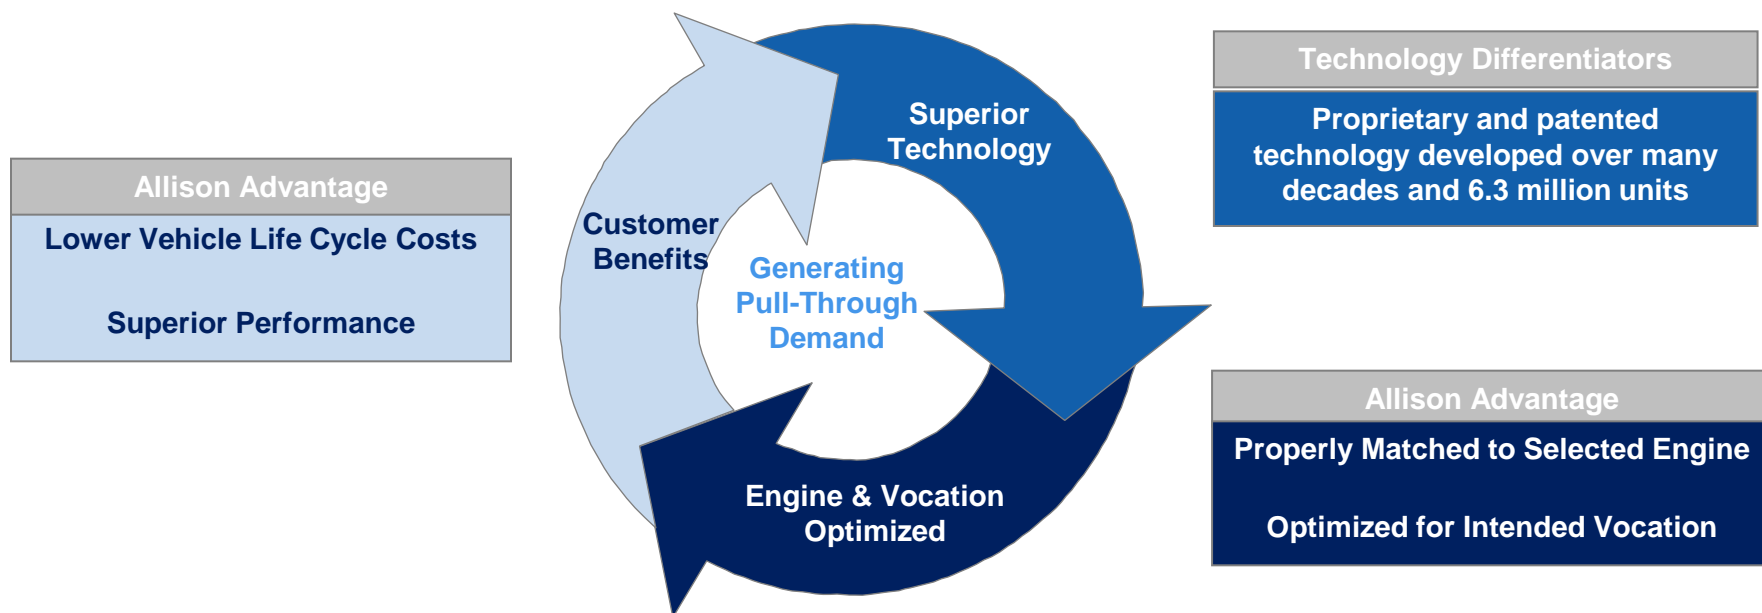 Allison Advantage
Lower Vehicle Life Cycle Costs
Superior Performance
Customer
Benefits
Generating
Pull-Through
Demand
Superior
Technology
Engine & Vocation
Optimized
Technology Differentiators
Proprietary and patented
technology developed over many
decades and 6.3 million units
Allison Advantage
Properly Matched to Selected Engine
Optimized for Intended Vocation